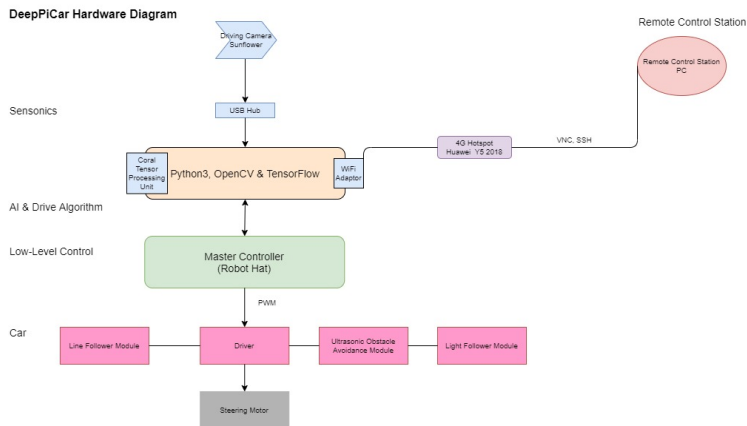 DeepPiCar Hardware Diagram
Remote Control Station
Driving Camera
Sunflower
Remote Control Station
PC
Sensonics
USB Hub
4G Hotspot
Huawei Y5 2018
VNC, SSH
Coral
Tensor
Processing
Unit
Python3, OpenCV & TensorFlow
WiFi
Adaptor
AI & Drive Algorithm
Low-Level Control
Master Controller
(Robot Hat)
PWM
Car
Line Follower Module
Driver
Ultrasonic Obstacle
Avoidance Module
Light Follower Module
Steering Motor